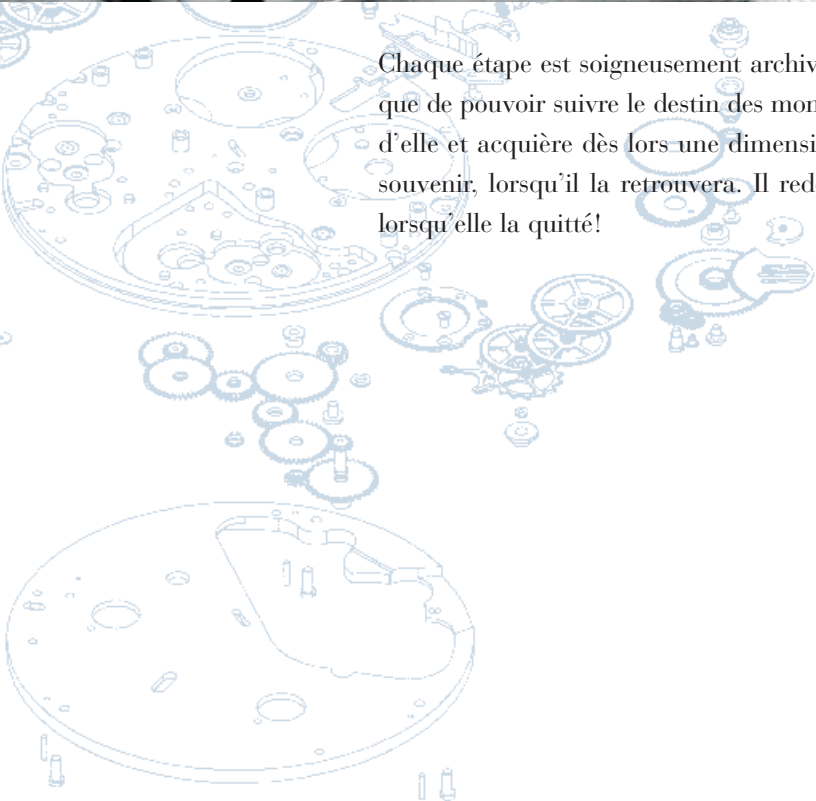 Chaque étape est soigneusement archiv
que de pouvoir suivre le destin des mon
d’elle et acquière dès lors une dimensi
souvenir, lorsqu’il la retrouvera. Il red
lorsqu’elle la quitté!